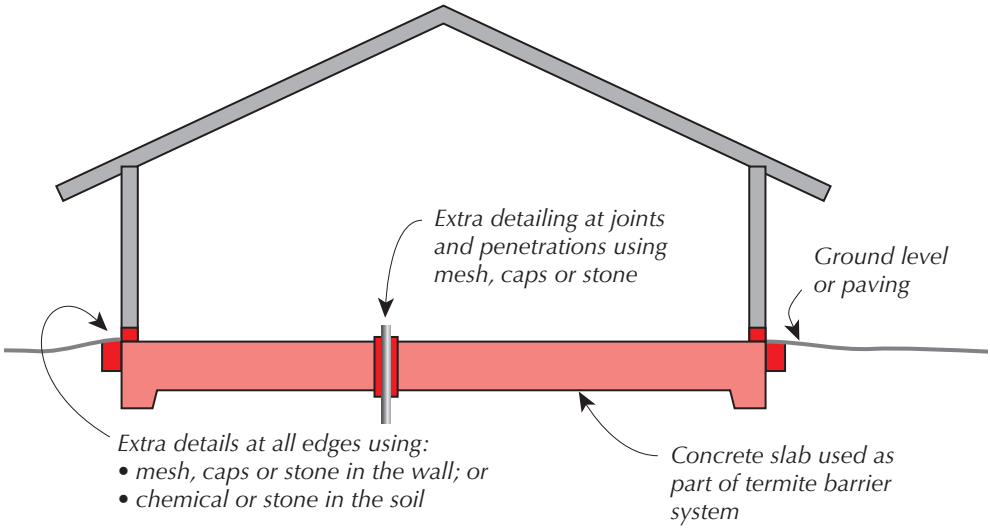 Extra detailing at joints
and penetrations using
mesh, caps or stone
Ground level
or paving
Extra details at all edges using:
• mesh, caps or stone in the wall; or
• chemical or stone in the soil
Concrete slab used as
part of termite barrier
system